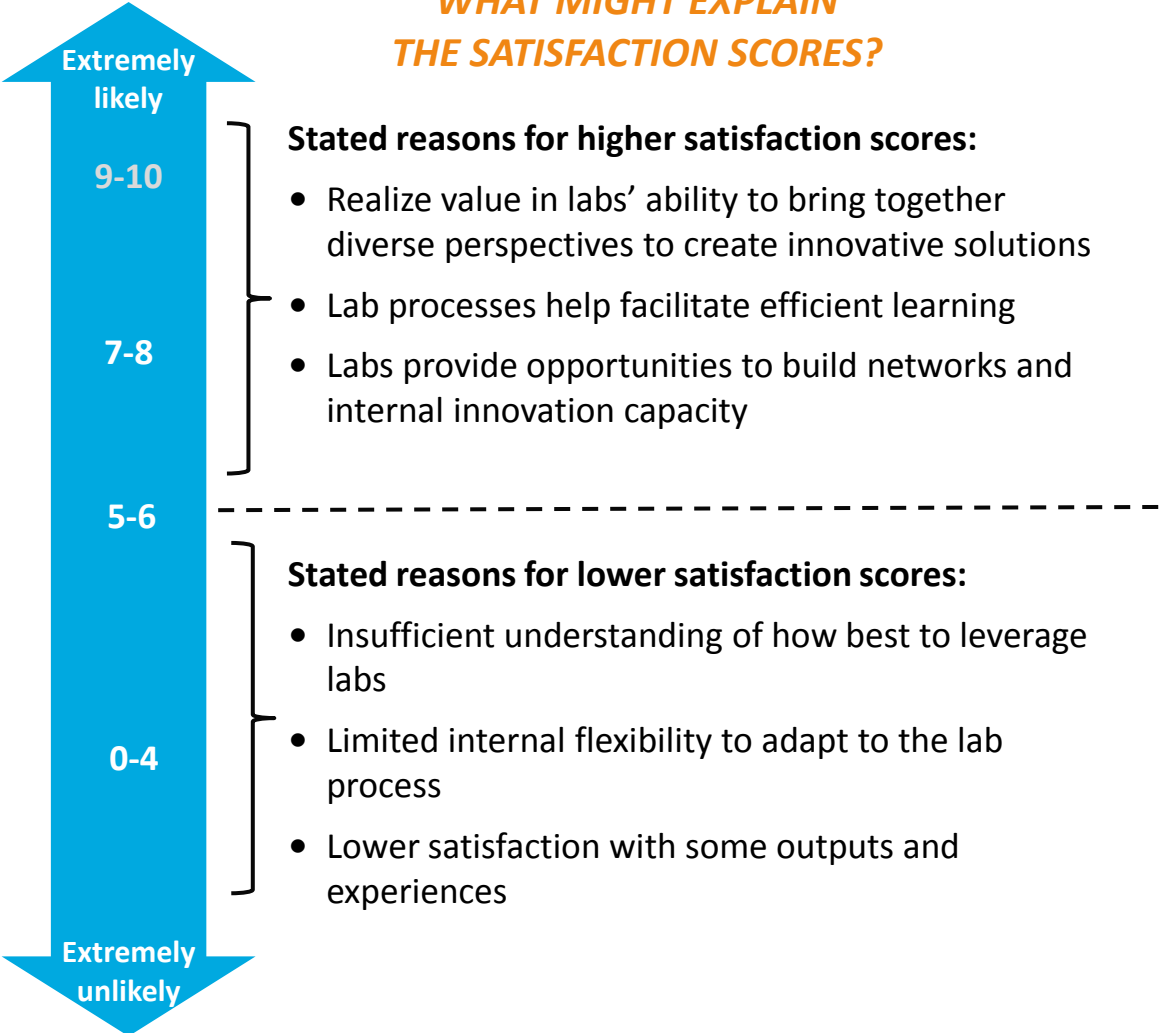 WHAT MIGHT EXPLAIN
THE SATISFACTION SCORES?
Extremely
likely
9-10
7-8
5-6
0-4
Extremely
unlikely
Stated reasons for higher satisfaction scores:
• Realize value in labs’ ability to bring together
diverse perspectives to create innovative solutions
• Lab processes help facilitate efficient learning
• Labs provide opportunities to build networks and
internal innovation capacity
Stated reasons for lower satisfaction scores:
• Insufficient understanding of how best to leverage
labs
• Limited internal flexibility to adapt to the lab
process
• Lower satisfaction with some outputs and
experiences